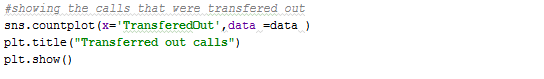 #showing the calls that were transfered out
sns.countplot(x='TransferedOut',data =data )
plt.title("Transferred out calls")
plt.show()